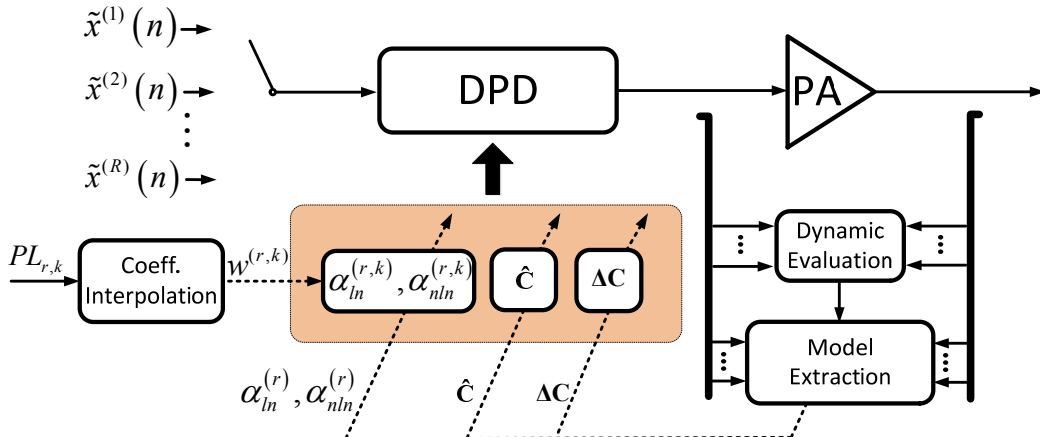 x̃^(1)(n)
x̃^(2)(n)
⋮
x̃^(R)(n)
DPD
PA
PL_{r,k}
Coeff.
Interpolation
w^(r,k)
α_{ln}^(r,k), α_{nln}^(r,k)
Ĉ
ΔC
Dynamic
Evaluation
Model
Extraction
α_{ln}^(r), α_{nln}^(r)
Ĉ
ΔC